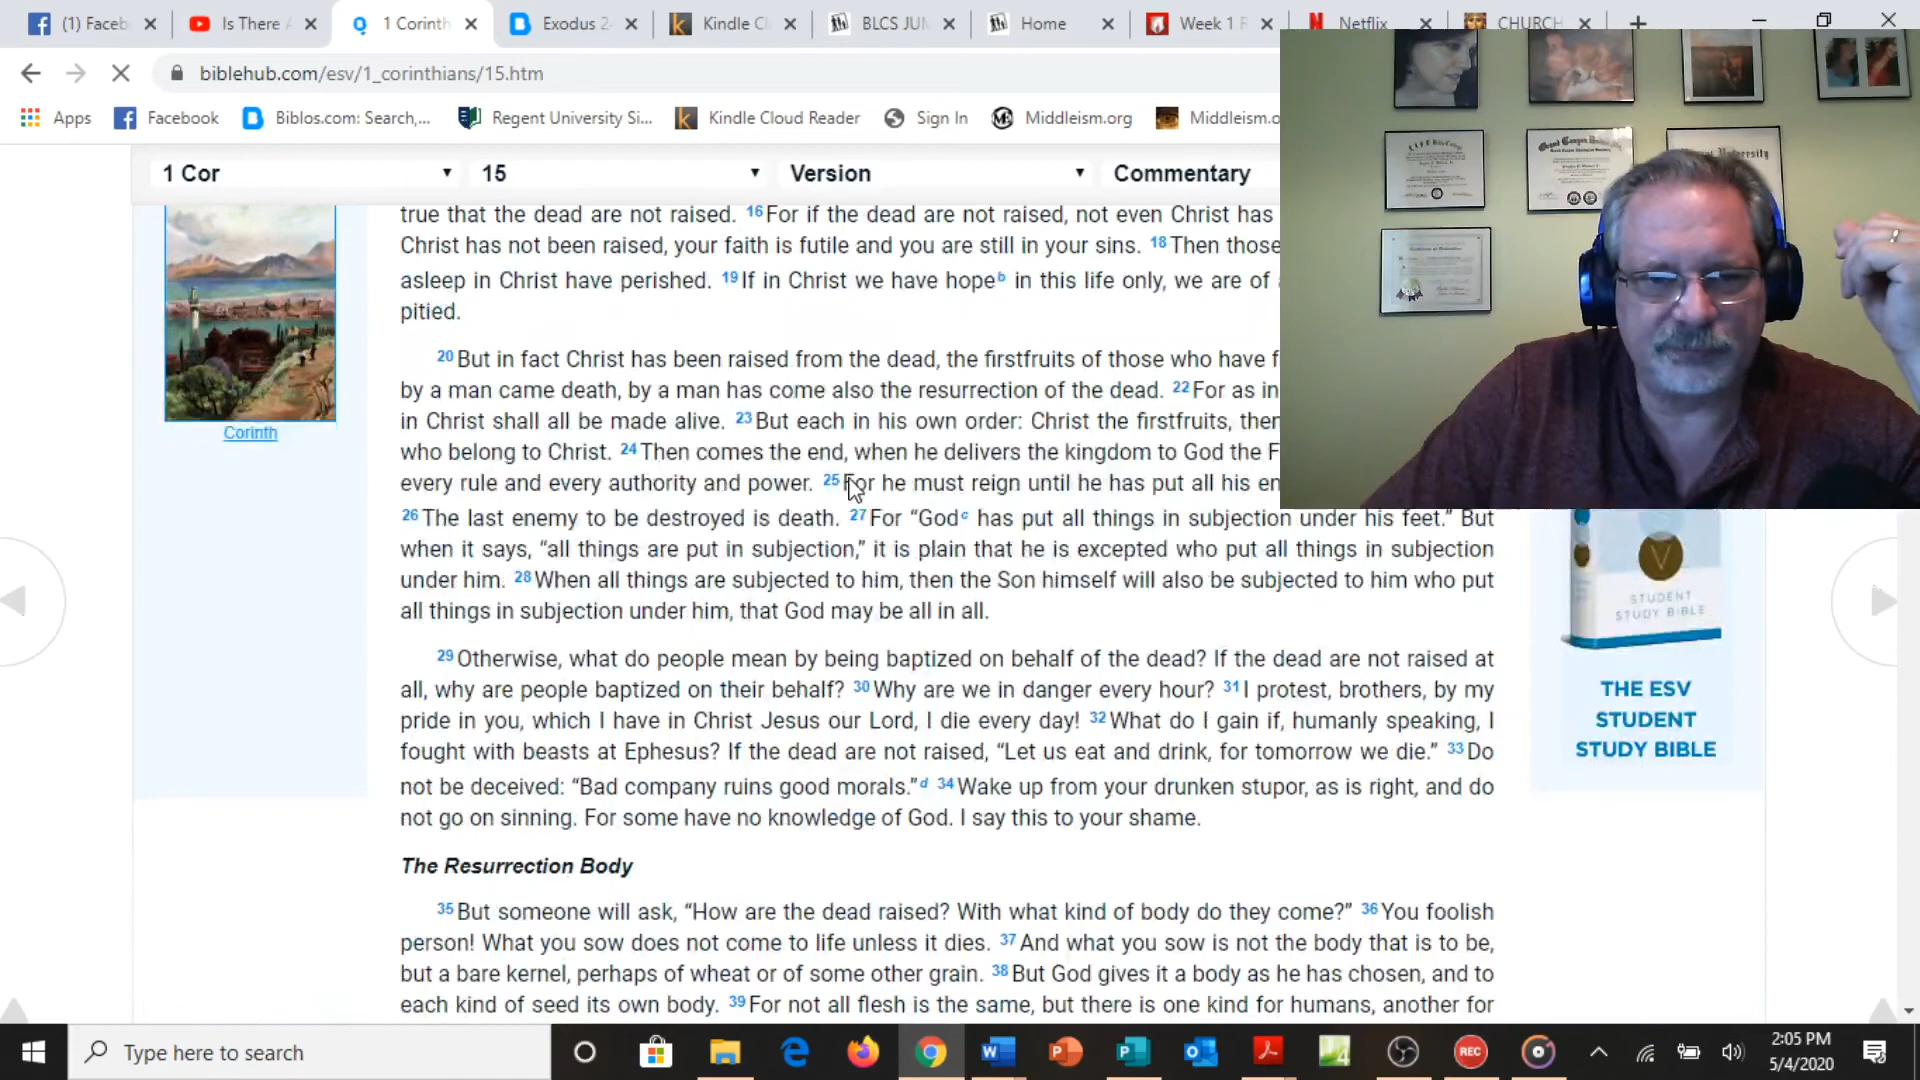 (1) Faceb
Is There
1 Corinth
Exodus 2
Kindle Cl
BLCS JUN
Home
Week 1 F
Netflix
CHURCH
biblehub.com/esv/1_corinthians/15.htm
Apps
Facebook
Biblos.com: Search,...
Regent University Si...
Kindle Cloud Reader
Sign In
Middleism.org
Middleism.o
1 Cor
15
Version
Commentary
true that the dead are not raised. 16 For if the dead are not raised, not even Christ has
Christ has not been raised, your faith is futile and you are still in your sins. 18 Then those
asleep in Christ have perished. 19 If in Christ we have hope b in this life only, we are of
pitied.
Corinth
20 But in fact Christ has been raised from the dead, the firstfruits of those who have f
by a man came death, by a man has come also the resurrection of the dead. 22 For as in
in Christ shall all be made alive. 23 But each in his own order: Christ the firstfruits, then
who belong to Christ. 24 Then comes the end, when he delivers the kingdom to God the F
every rule and every authority and power. 25 For he must reign until he has put all his en
26 The last enemy to be destroyed is death. 27 For “God c has put all things in subjection under his feet.” But
when it says, “all things are put in subjection,” it is plain that he is excepted who put all things in subjection
under him. 28 When all things are subjected to him, then the Son himself will also be subjected to him who put
all things in subjection under him, that God may be all in all.
29 Otherwise, what do people mean by being baptized on behalf of the dead? If the dead are not raised at
all, why are people baptized on their behalf? 30 Why are we in danger every hour? 31 I protest, brothers, by my
pride in you, which I have in Christ Jesus our Lord, I die every day! 32 What do I gain if, humanly speaking, I
fought with beasts at Ephesus? If the dead are not raised, “Let us eat and drink, for tomorrow we die.” 33 Do
not be deceived: “Bad company ruins good morals.” d 34 Wake up from your drunken stupor, as is right, and do
not go on sinning. For some have no knowledge of God. I say this to your shame.
The Resurrection Body
35 But someone will ask, “How are the dead raised? With what kind of body do they come?” 36 You foolish
person! What you sow does not come to life unless it dies. 37 And what you sow is not the body that is to be,
but a bare kernel, perhaps of wheat or of some other grain. 38 But God gives it a body as he has chosen, and to
each kind of seed its own body. 39 For not all flesh is the same, but there is one kind for humans, another for
STUDENT
STUDY BIBLE
THE ESV
STUDENT
STUDY BIBLE
Type here to search
REC
2:05 PM
5/4/2020